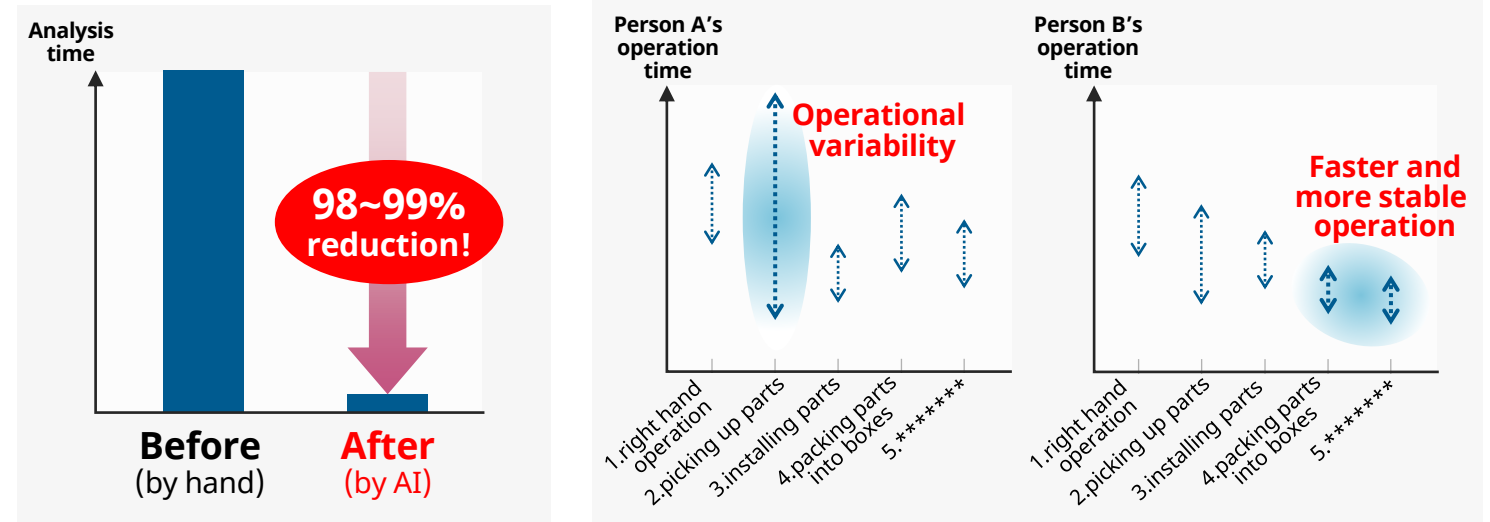 Analysis
time
98~99%
reduction!
Before
(by hand)
After
(by AI)
Person A’s
operation
time
Operational
variability
1.right hand
operation
2.picking up parts
3.installing parts
4.packing parts
into boxes
5.*******
Person B’s
operation
time
Faster and
more stable
operation
1.right hand
operation
2.picking up parts
3.installing parts
4.packing parts
into boxes
5.*******